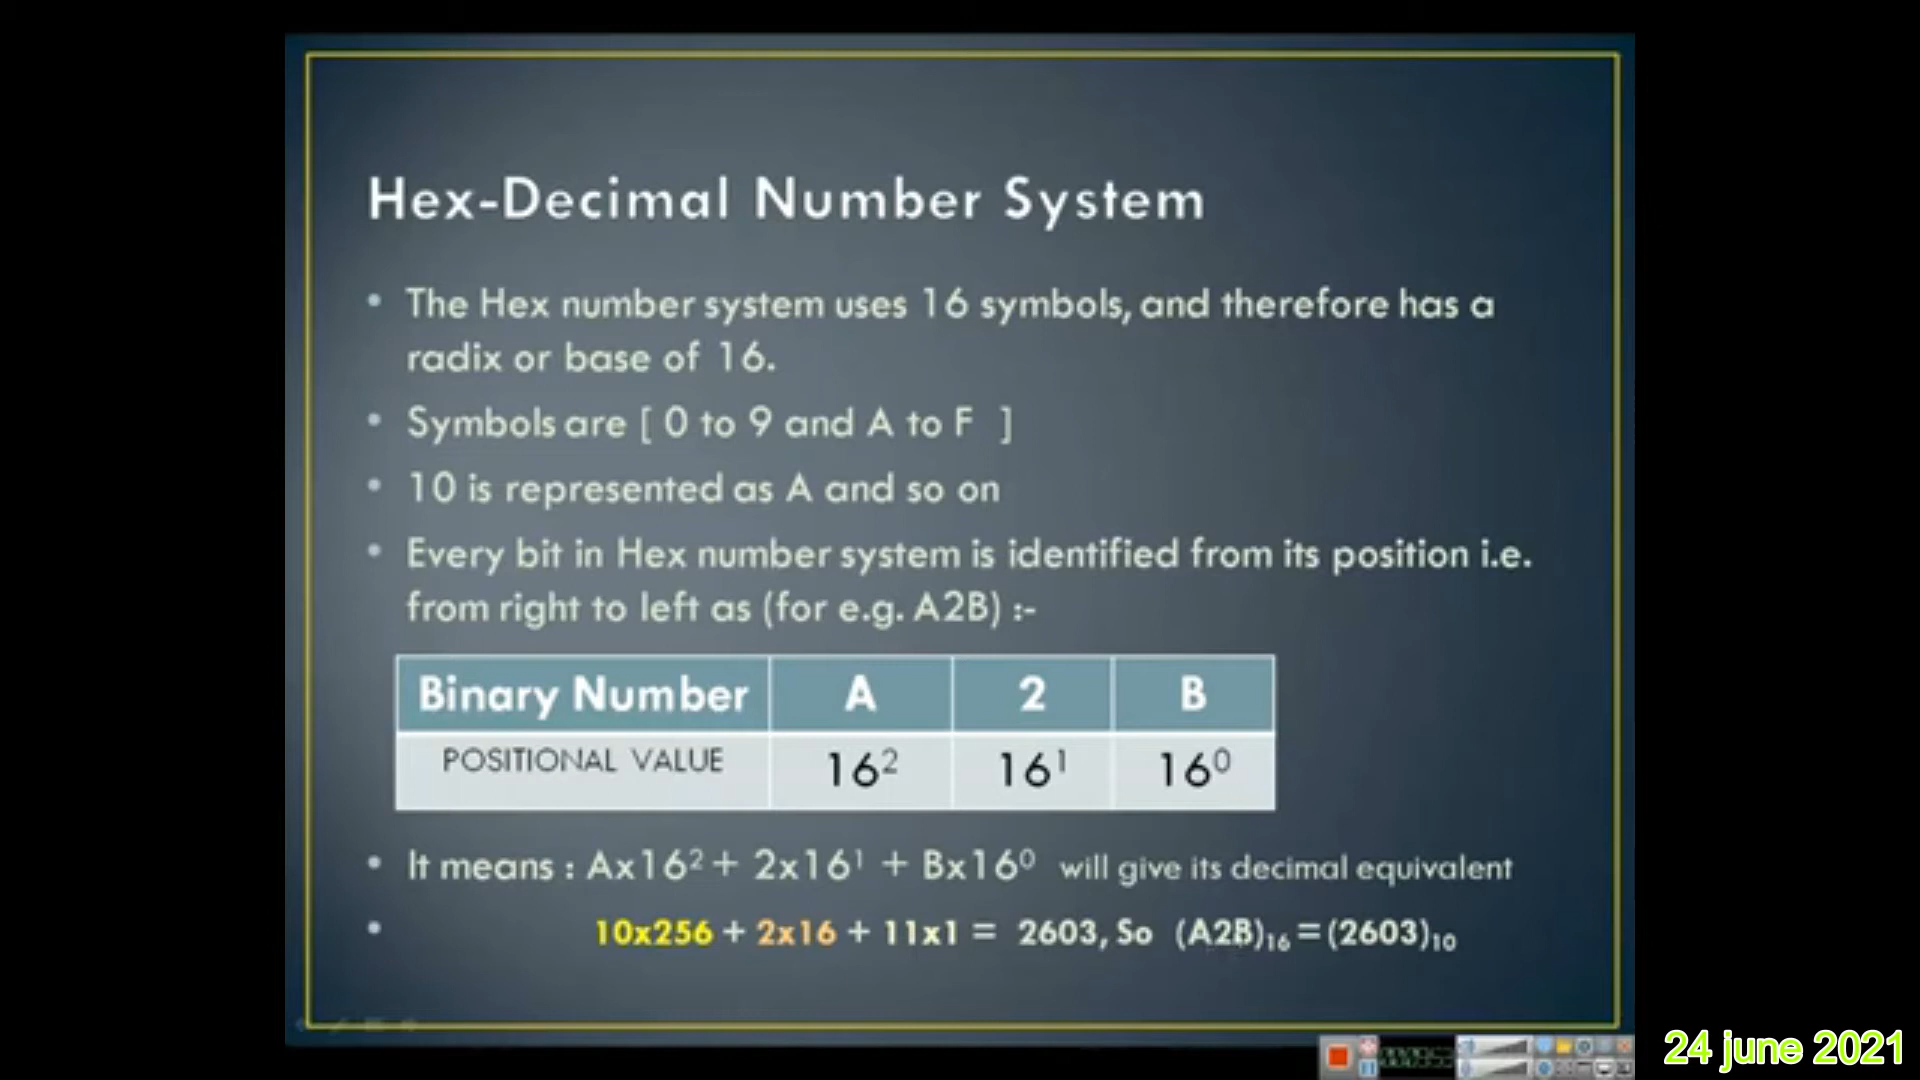 Hex-Decimal Number System
• The Hex number system uses 16 symbols, and therefore has a
radix or base of 16.
• Symbols are [ 0 to 9 and A to F ]
• 10 is represented as A and so on
• Every bit in Hex number system is identified from its position i.e.
from right to left as (for e.g. A2B) :-
Binary Number A 2 B
POSITIONAL VALUE 16² 16¹ 16⁰
• It means : Ax16² + 2x16¹ + Bx16⁰ will give its decimal equivalent
• 10x256 + 2x16 + 11x1 = 2603, So (A2B)₁₆ = (2603)₁₀
24 june 2021